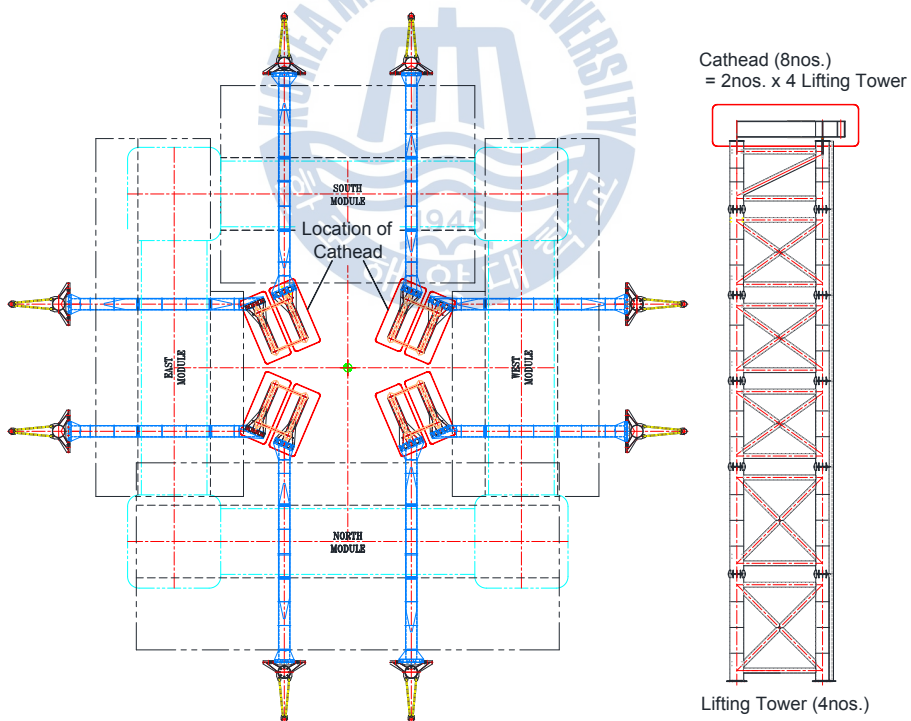 Cathead (8nos.)
= 2nos. x 4 Lifting Tower
SOUTH
MODULE
1945
Location of
Cathead
EAST
MODULE
WEST
MODULE
NORTH
MODULE
Lifting Tower (4nos.)